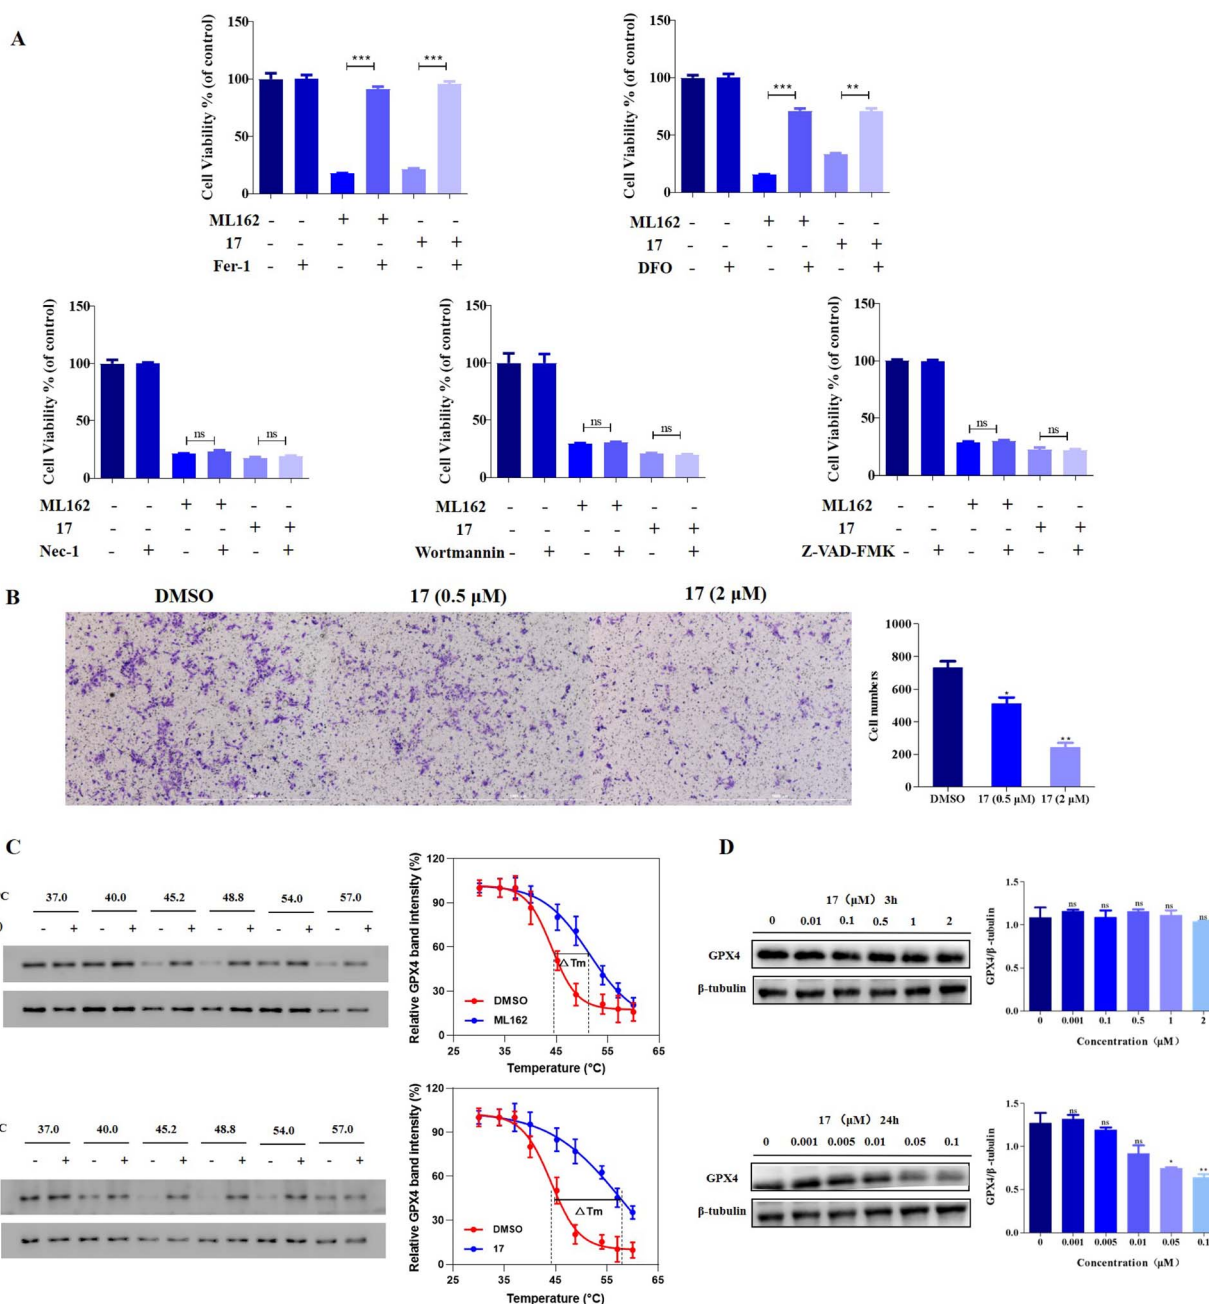 A
Cell Viability % (of control)
150
100
50
0
*** ***
ML162 - - + + - -
17 - - - - + +
Fer-1 - + - + - +
Cell Viability % (of control)
150
100
50
0
*** **
ML162 - - + + - -
17 - - - - + +
DFO - + - + - +
Cell Viability % (of control)
150
100
50
0
ns ns
ML162 - - + + - -
17 - - - - + +
Nec-1 - + - + - +
Cell Viability % (of control)
150
100
50
0
ns ns
ML162 - - + + - -
17 - - - - + +
Wortmannin - + - + - +
Cell Viability % (of control)
150
100
50
0
ns ns
ML162 - - + + - -
17 - - - - + +
Z-VAD-FMK - + - + - +
B
DMSO 17 (0.5 μM) 17 (2 μM)
Cell numbers
1000
800
600
400
200
0
* **
DMSO 17 (0.5 μM) 17 (2 μM)
C
°C 37.0 40.0 45.2 48.8 54.0 57.0
) - + - + - + - + - + - +
Relative GPX4 band intensity (%)
120
90
60
30
0
△Tm
DMSO
ML162
25 35 45 55 65
Temperature (°C)
°C 37.0 40.0 45.2 48.8 54.0 57.0
- + - + - + - + - + - +
Relative GPX4 band intensity (%)
120
90
60
30
0
△Tm
DMSO
17
25 35 45 55 65
Temperature (°C)
D
17（μM）3h
0 0.01 0.1 0.5 1 2
GPX4
β-tubulin
GPX4/β -tubulin
1.5
1.0
0.5
0.0
ns ns ns ns ns
0 0.001 0.1 0.5 1 2
Concentration（μM）
17 （μM）24h
0 0.001 0.005 0.01 0.05 0.1
GPX4
β-tubulin
GPX4/β -tubulin
1.5
1.0
0.5
0.0
ns ns ns * **
0 0.001 0.005 0.01 0.05 0.1
Concentration（μM）